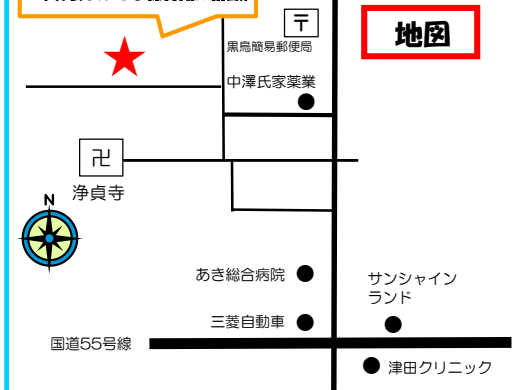 地図
〒
黒鳥簡易郵便局
中澤氏家薬業
卍
浄貞寺
N
あき総合病院
サンシャイン
ランド
三菱自動車
国道55号線
津田クリニック